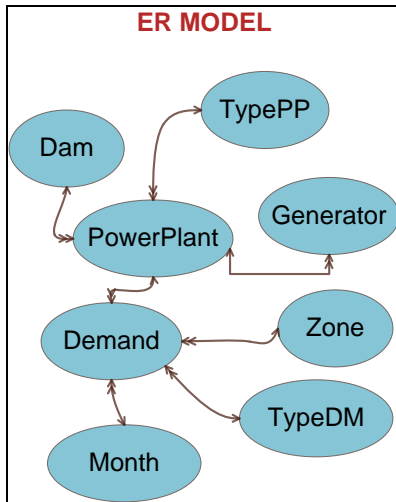 ER MODEL
TypePP
Dam
Generator
PowerPlant
Zone
Demand
TypeDM
Month